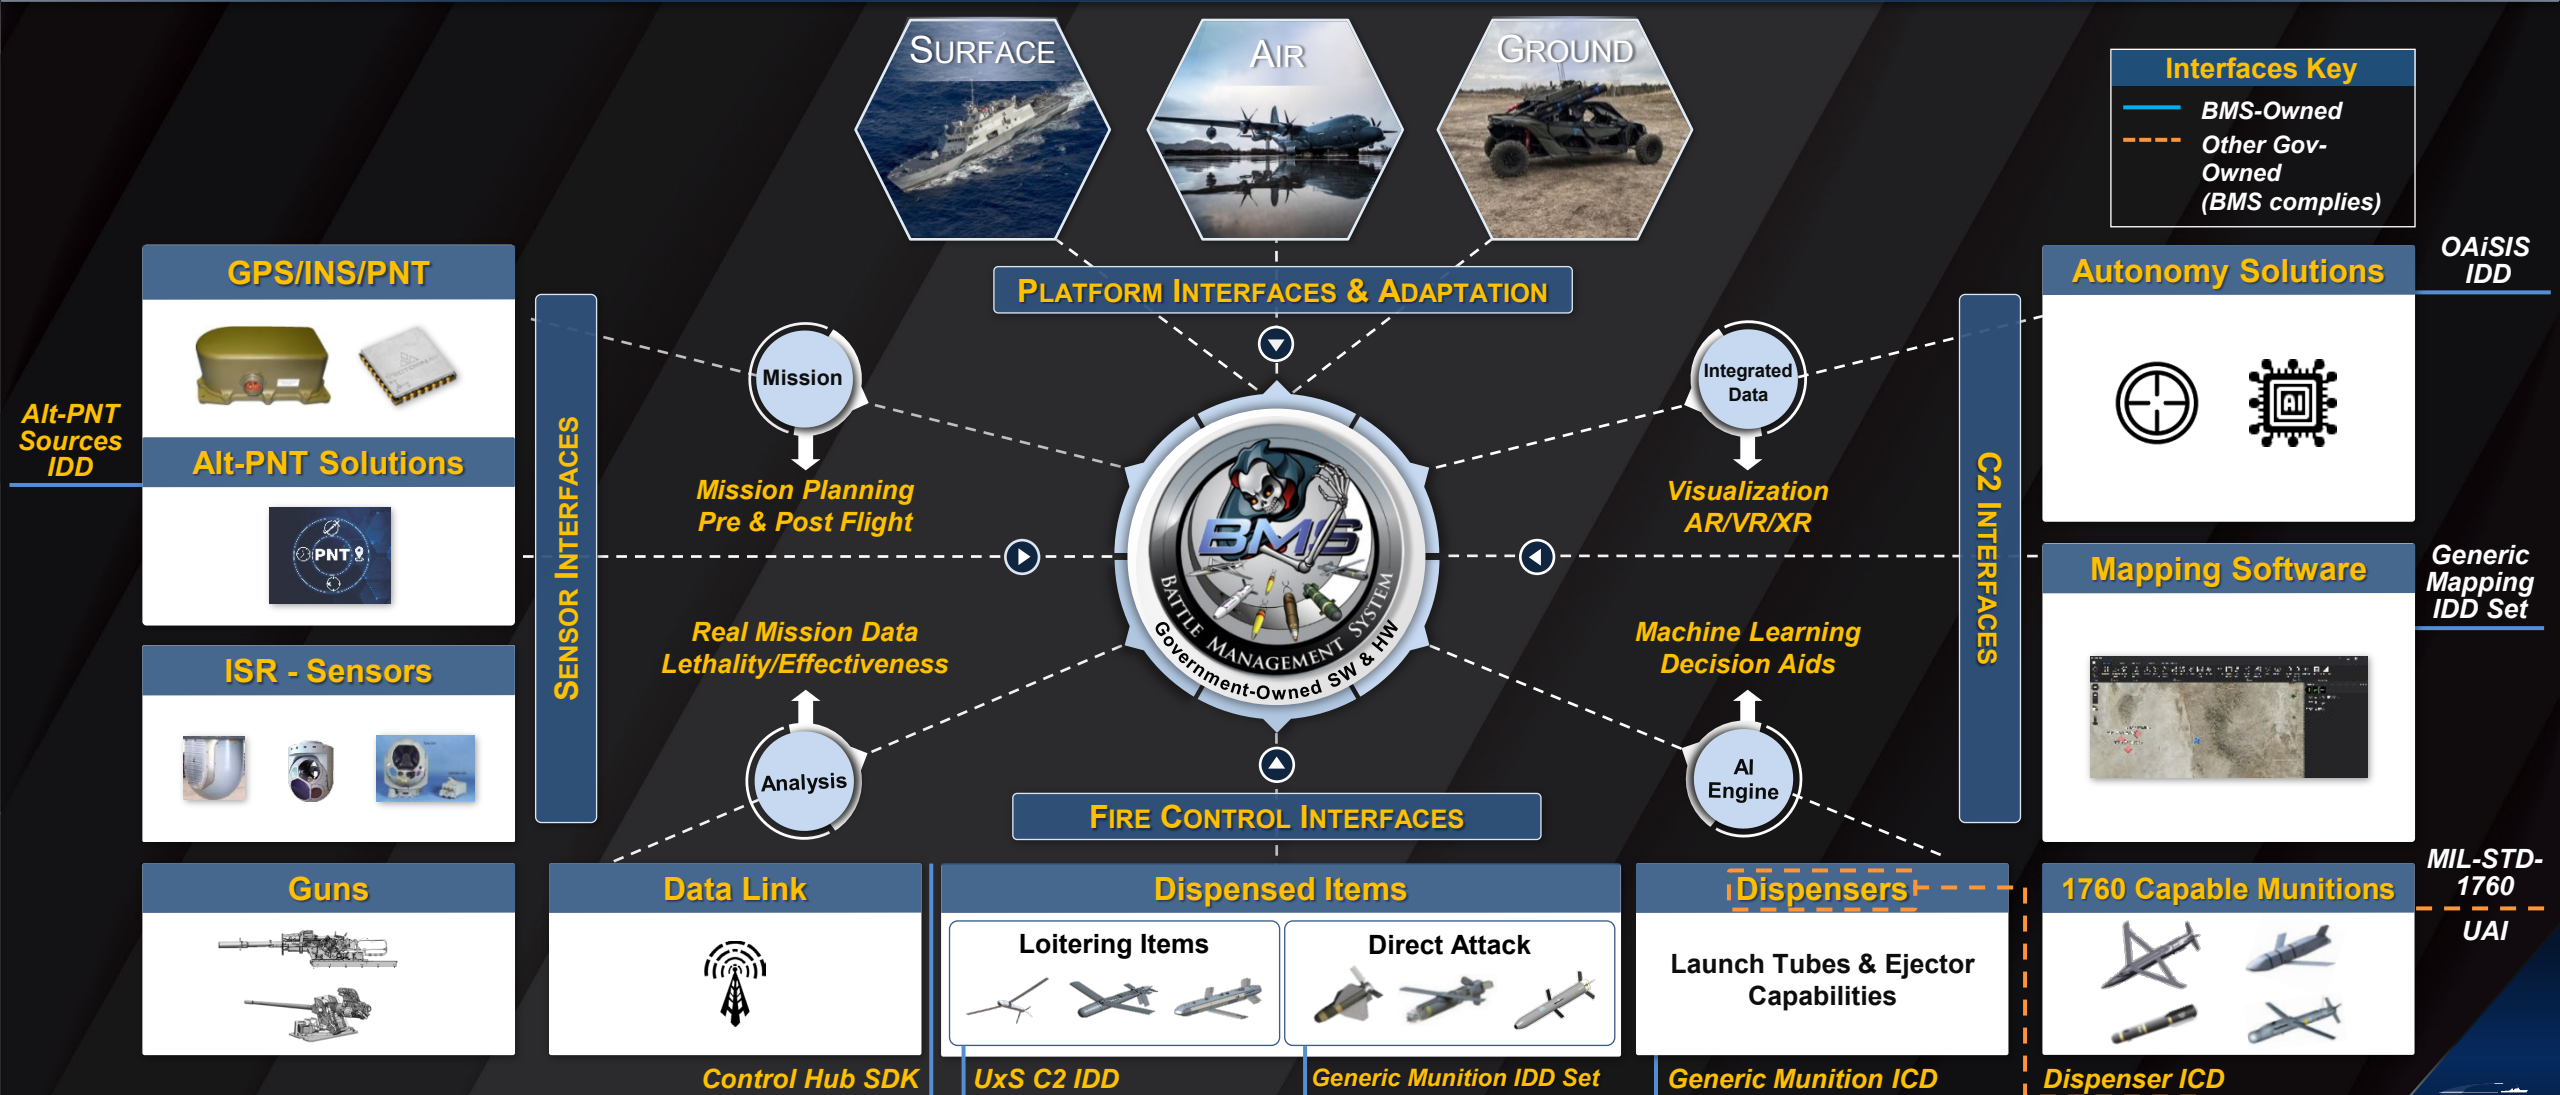 SURFACE
AIR
GROUND
Interfaces Key
BMS-Owned
Other Gov-
Owned
(BMS complies)
PLATFORM INTERFACES & ADAPTATION
GPS/INS/PNT
Alt-PNT
Sources
IDD
Alt-PNT Solutions
PNT
ISR - Sensors
SENSOR INTERFACES
Mission
Mission Planning
Pre & Post Flight
Real Mission Data
Lethality/Effectiveness
Analysis
BMS
BATTLE MANAGEMENT SYSTEM
Government-Owned SW & HW
Integrated
Data
Visualization
AR/VR/XR
Machine Learning
Decision Aids
AI
Engine
C2 INTERFACES
Autonomy Solutions
AI
OAiSIS
IDD
Mapping Software
Generic
Mapping
IDD Set
FIRE CONTROL INTERFACES
Guns
Data Link
Dispensed Items
Loitering Items
Direct Attack
Dispensers
Launch Tubes & Ejector
Capabilities
1760 Capable Munitions
MIL-STD-
1760
UAI
Control Hub SDK
UxS C2 IDD
Generic Munition IDD Set
Generic Munition ICD
Dispenser ICD